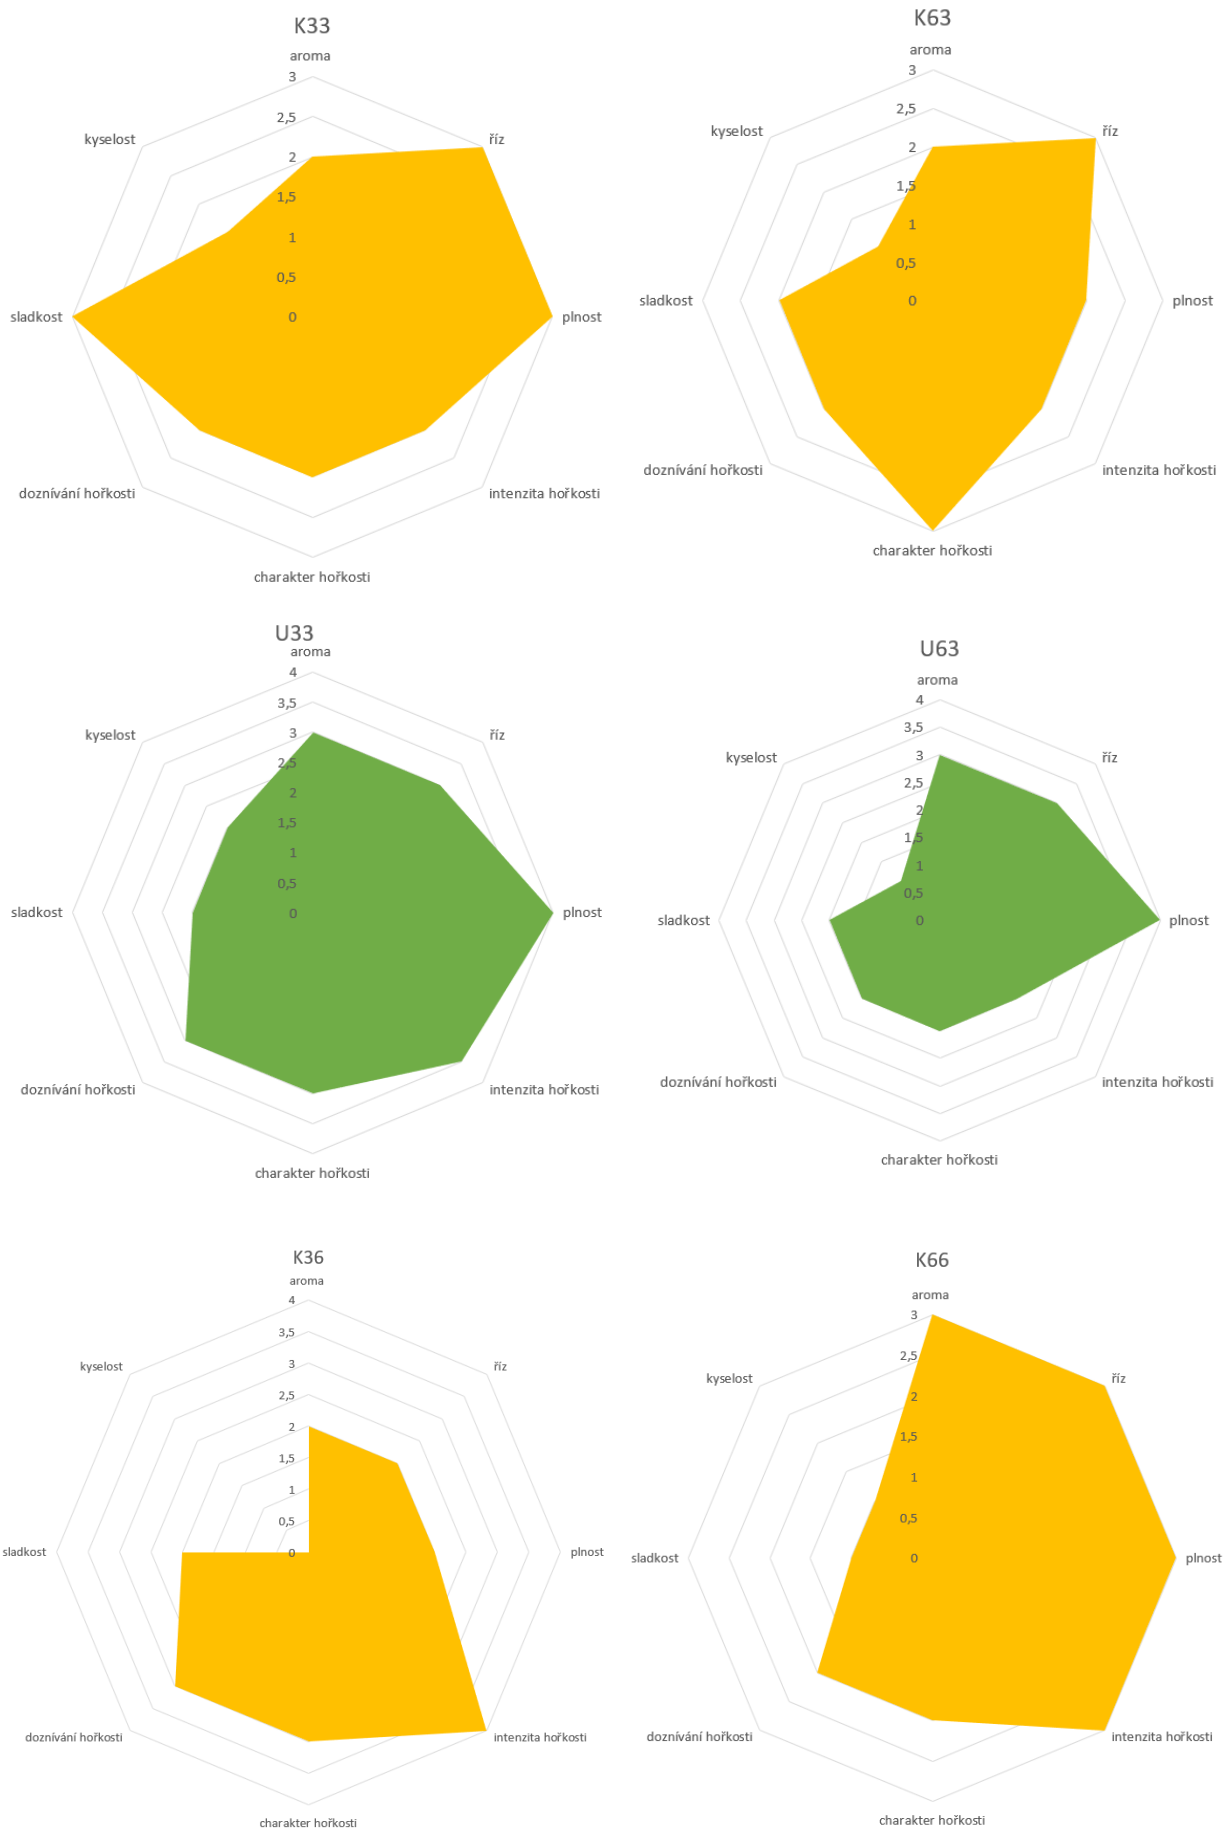 K33
aroma
3
2,5
2
1,5
1
0,5
0
kyselost
říz
sladkost
plnost
doznívání hořkosti
intenzita hořkosti
charakter hořkosti
K63
aroma
3
2,5
2
1,5
1
0,5
0
kyselost
říz
sladkost
plnost
doznívání hořkosti
intenzita hořkosti
charakter hořkosti
U33
aroma
4
3,5
3
2,5
2
1,5
1
0,5
0
kyselost
říz
sladkost
plnost
doznívání hořkosti
intenzita hořkosti
charakter hořkosti
U63
aroma
4
3,5
3
2,5
2
1,5
1
0,5
0
kyselost
říz
sladkost
plnost
doznívání hořkosti
intenzita hořkosti
charakter hořkosti
K36
aroma
4
3,5
3
2,5
2
1,5
1
0,5
0
kyselost
říz
sladkost
plnost
doznívání hořkosti
intenzita hořkosti
charakter hořkosti
K66
aroma
3
2,5
2
1,5
1
0,5
0
kyselost
říz
sladkost
plnost
doznívání hořkosti
intenzita hořkosti
charakter hořkosti